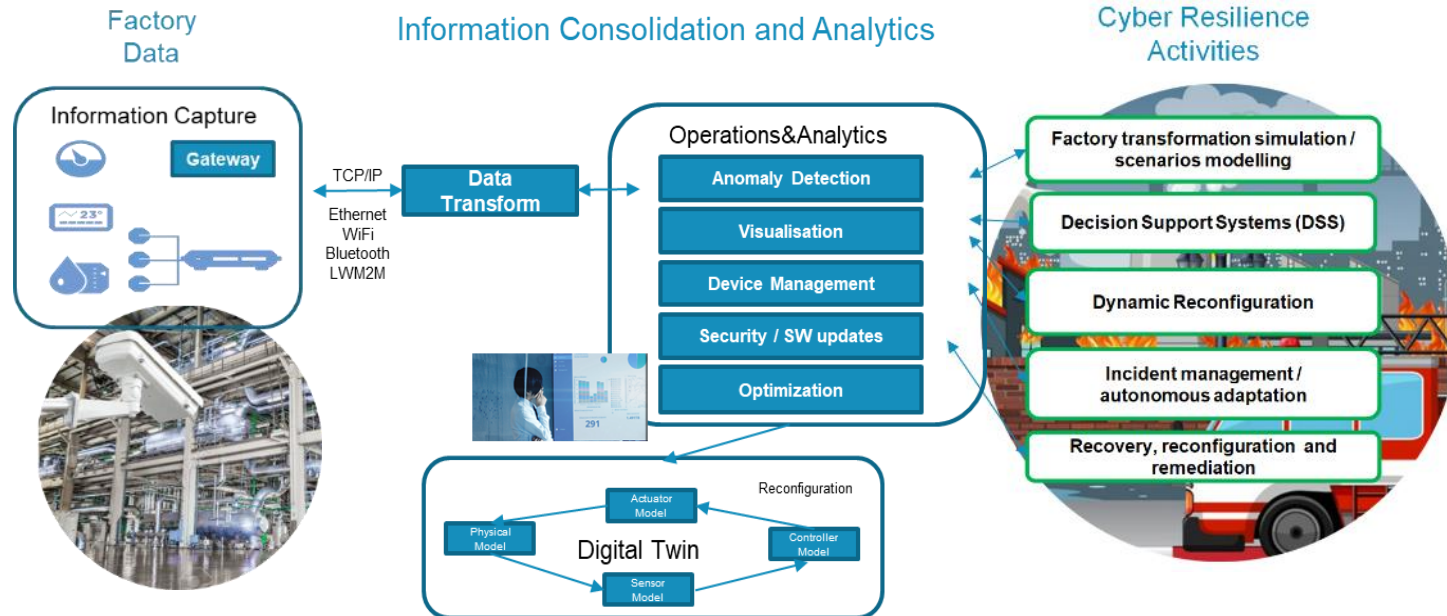 Factory
Data
Information Consolidation and Analytics
Cyber Resilience
Activities
Information Capture
Gateway
23°
TCP/IP
Ethernet
WiFi
Bluetooth
LWM2M
Data
Transform
Operations&Analytics
Anomaly Detection
Visualisation
Device Management
Security / SW updates
Optimization
291
Factory transformation simulation /
scenarios modelling
Decision Support Systems (DSS)
Dynamic Reconfiguration
Incident management /
autonomous adaptation
Recovery, reconfiguration and
remediation
Reconfiguration
Actuator
Model
Physical
Model
Digital Twin
Controller
Model
Sensor
Model